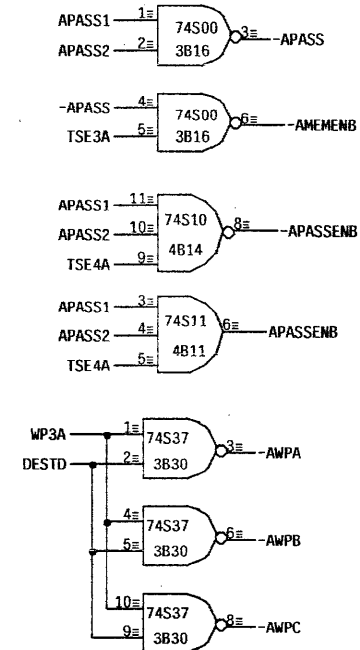 APASS1 1≡ 74S00 3≡ -APASS
APASS2 2≡ 3B16
-APASS 4≡ 74S00 6≡ -AMEMENB
TSE3A 5≡ 3B16
APASS1 11≡ 74S10
APASS2 10≡ 8≡ -APASSENB
TSE4A 9≡ 4B14
APASS1 3≡ 74S11
APASS2 4≡ 6≡ APASSENB
TSE4A 5≡ 4B11
WP3A 1≡ 74S37 3≡ -AWPA
DESTD 2≡ 3B30
4≡ 74S37 6≡ -AWPB
5≡ 3B30
10≡ 74S37 8≡ -AWPC
9≡ 3B30